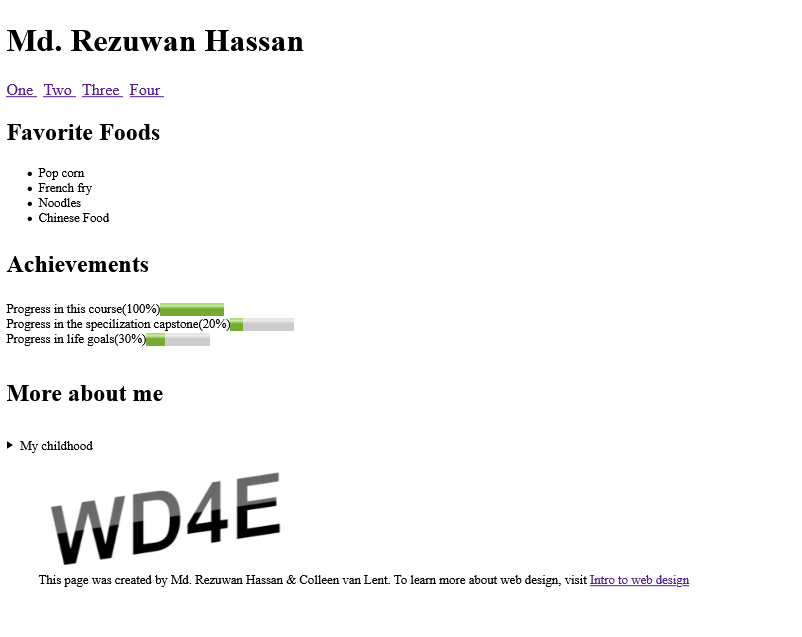 Md. Rezuwan Hassan
One Two Three Four
Favorite Foods
Pop corn
French fry
Noodles
Chinese Food
Achievements
Progress in this course(100%)
Progress in the specilization capstone(20%)
Progress in life goals(30%)
More about me
My childhood
WD4E
This page was created by Md. Rezuwan Hassan & Colleen van Lent. To learn more about web design, visit Intro to web design